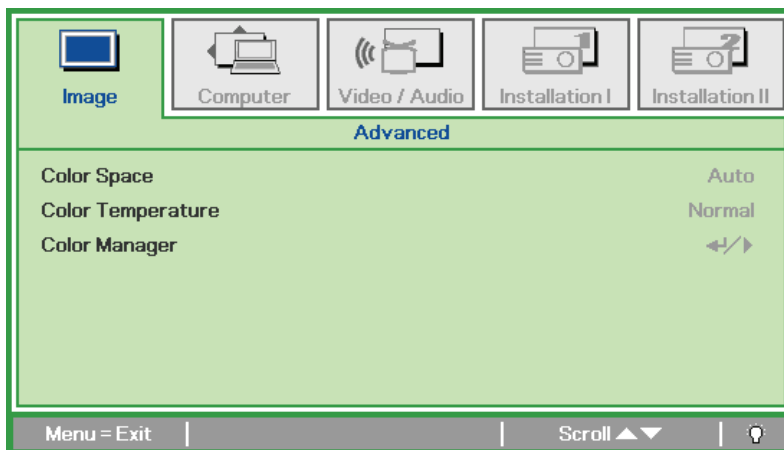 Image Computer Video / Audio Installation I Installation II
Advanced
Color Space Auto
Color Temperature Normal
Color Manager
Menu = Exit Scroll